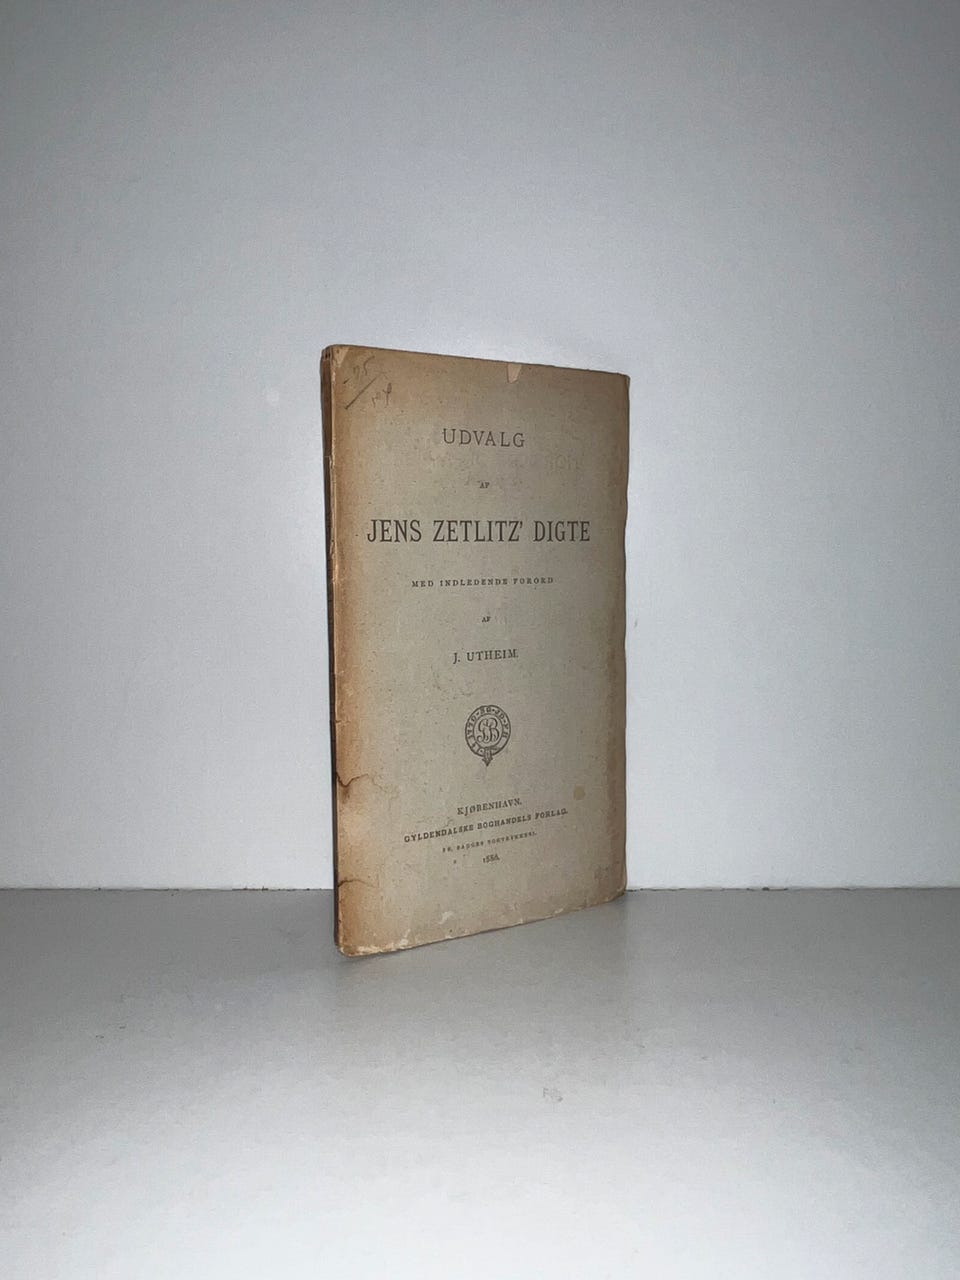 UDVALG
AF
JENS ZETLITZ' DIGTE
MED INDLEDENDE FORORD
AF
J. UTHEIM.
KJØBENHAVN.
GYLDENDALSKE BOGHANDELS FORLAG.